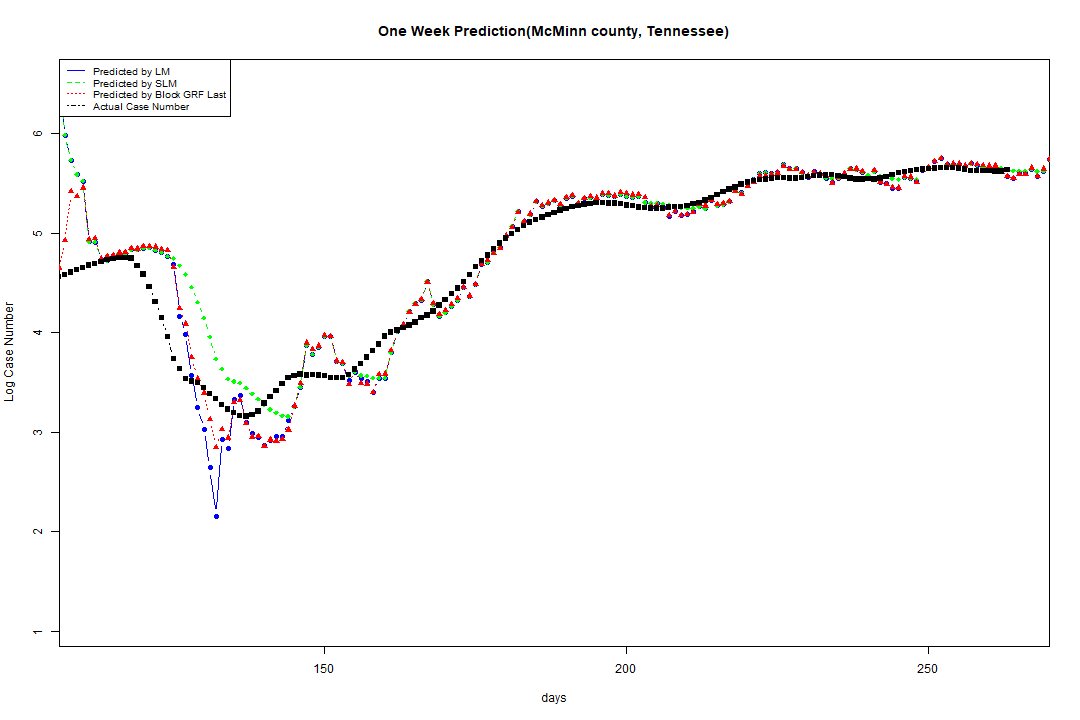 One Week Prediction(McMinn county, Tennessee)
Predicted by LM
Predicted by SLM
Predicted by Block GRF Last
Actual Case Number
6
5
4
3
2
1
Log Case Number
150
200
250
days